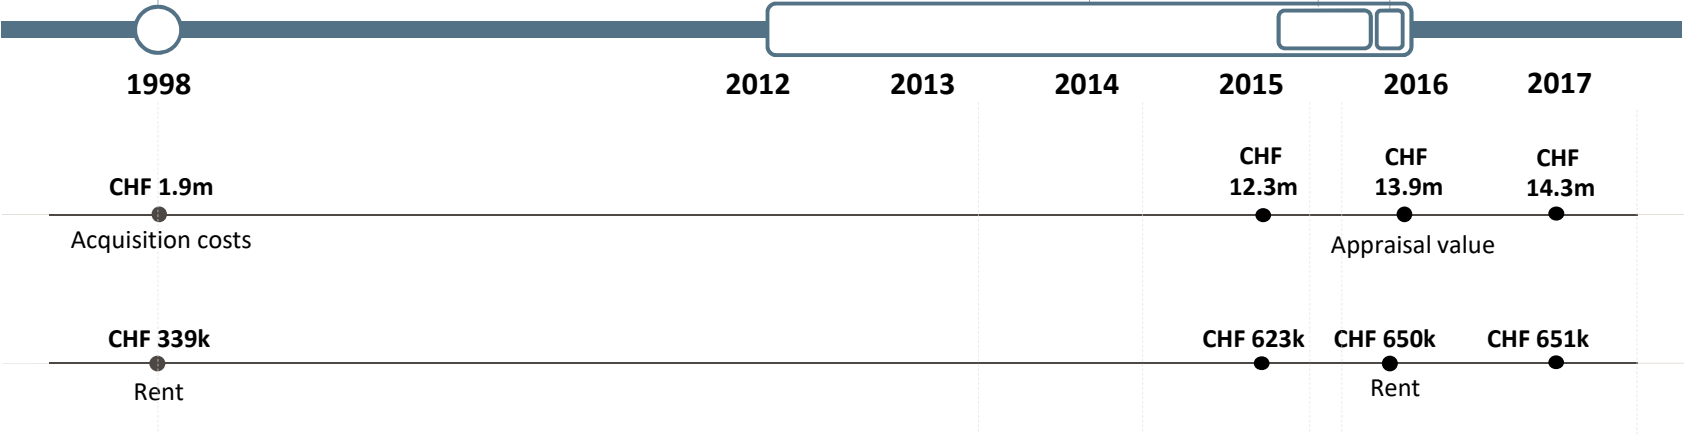 1998 2012 2013 2014 2015 2016 2017
CHF CHF CHF
CHF 1.9m 12.3m 13.9m 14.3m
Acquisition costs Appraisal value
CHF 339k CHF 623k CHF 650k CHF 651k
Rent Rent